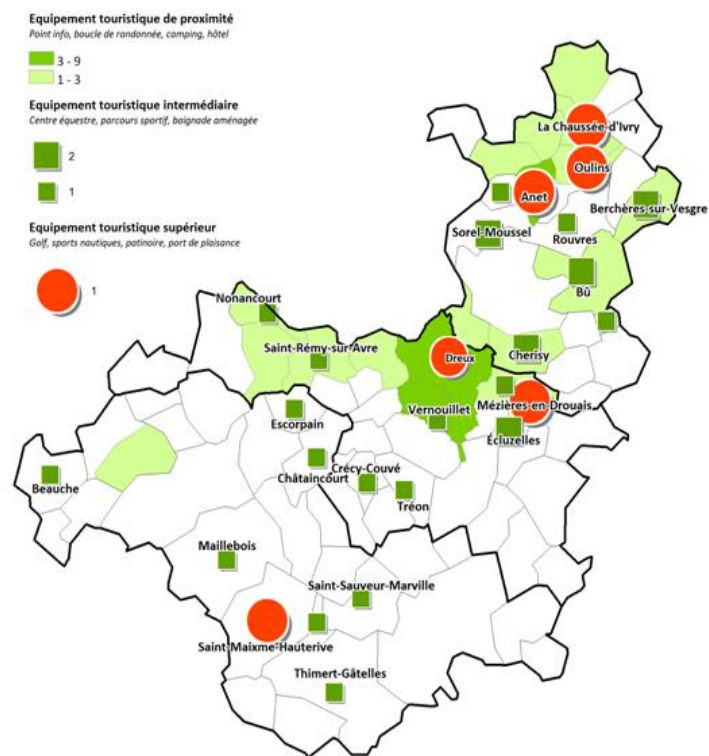 Equipement touristique de proximité
Point info, boucle de randonnée, camping, hôtel
3 - 9
1 - 3
Equipement touristique intermédiaire
Centre équestre, parcours sportif, baignade aménagée
2
1
Equipement touristique supérieur
Golf, sports nautiques, patinoire, port de plaisance
1
La Chaussée-d'Ivry
Oulins
Anet
Berchères-sur-Vesgre
Sorel-Moussel
Rouvres
Bû
Nonancourt
Saint-Rémy-sur-Avre
Dreux
Cherisy
Vernouillet
Mézières-en-Drouais
Écluzelles
Escorpain
Châtaincourt
Crécy-Couvé
Tréon
Beauche
Maillebois
Saint-Sauveur-Marville
Saint-Maixme-Hauterive
Thimert-Gâtelles